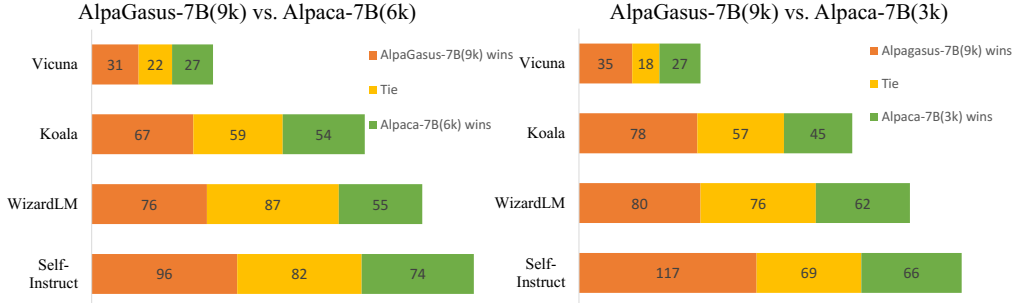 AlpaGasus-7B(9k) vs. Alpaca-7B(6k)
Vicuna
31 22 27
AlpaGasus-7B(9k) wins
Tie
Alpaca-7B(6k) wins
Koala
67 59 54
WizardLM
76 87 55
Self-
Instruct
96 82 74
AlpaGasus-7B(9k) vs. Alpaca-7B(3k)
Vicuna
35 18 27
Alpagasus-7B(9k) wins
Tie
Alpaca-7B(3k) wins
Koala
78 57 45
WizardLM
80 76 62
Self-
Instruct
117 69 66